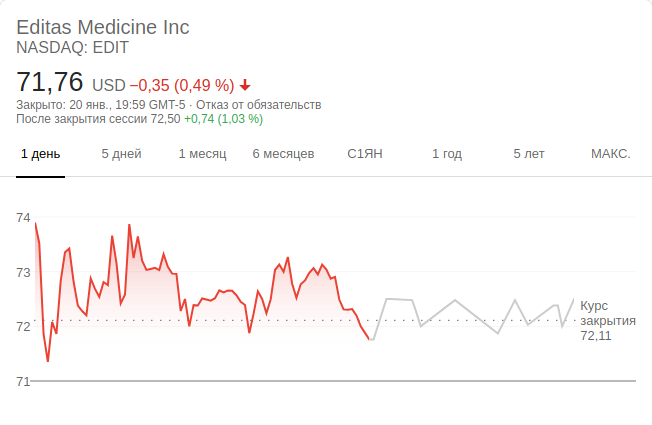 Editas Medicine Inc
NASDAQ: EDIT
71,76 USD −0,35 (0,49 %)
Закрыто: 20 янв., 19:59 GMT-5 · Отказ от обязательств
После закрытия сессии 72,50 +0,74 (1,03 %)
1 день 5 дней 1 месяц 6 месяцев С1ЯН 1 год 5 лет МАКС.
74
73
72
71
Курс
закрытия
72,11